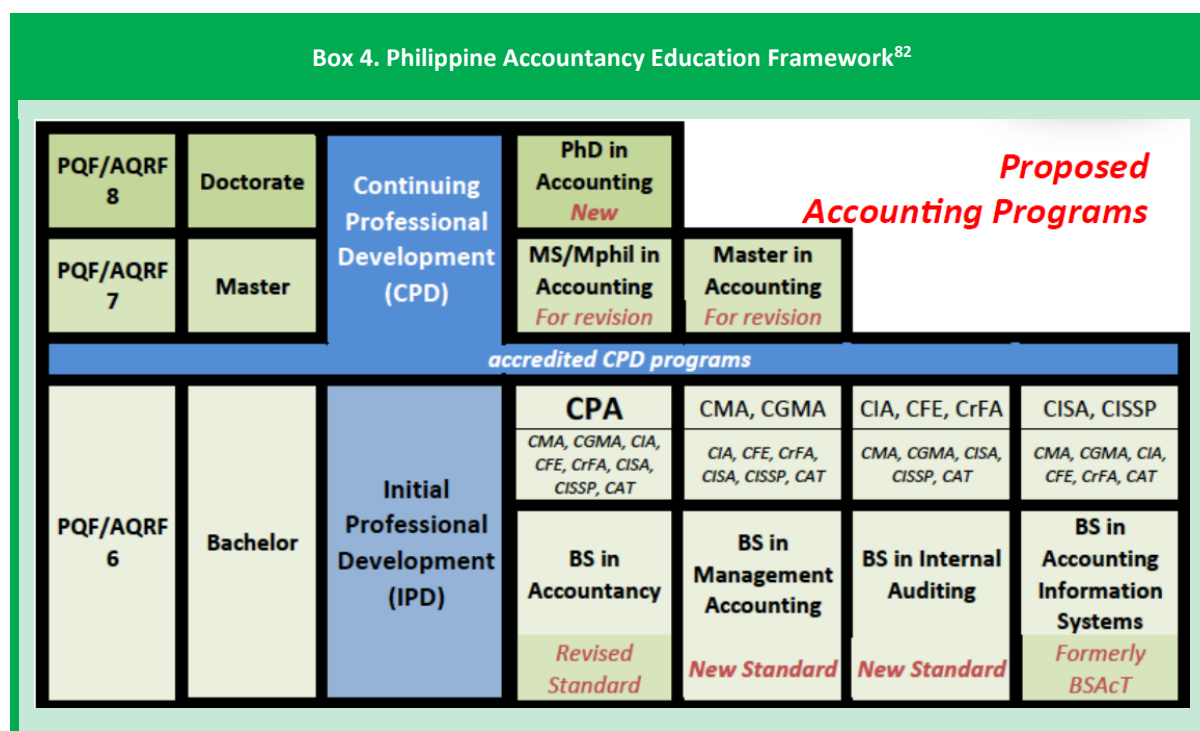 Box 4. Philippine Accountancy Education Framework82
Proposed
Accounting Programs
PQF/AQRF
8
Doctorate
Continuing
Professional
Development
(CPD)
PhD in
Accounting
New
PQF/AQRF
7
Master
MS/Mphil in
Accounting
For revision
Master in
Accounting
For revision
accredited CPD programs
PQF/AQRF
6
Bachelor
Initial
Professional
Development
(IPD)
CPA
CMA, CGMA, CIA,
CFE, CrFA, CISA,
CISSP, CAT
BS in
Accountancy
Revised
Standard
CMA, CGMA
CIA, CFE, CrFA,
CISA, CISSP, CAT
BS in
Management
Accounting
New Standard
CIA, CFE, CrFA
CMA, CGMA, CISA,
CISSP, CAT
BS in Internal
Auditing
New Standard
CISA, CISSP
CMA, CGMA, CIA,
CFE, CrFA, CAT
BS in
Accounting
Information
Systems
Formerly
BSAcT